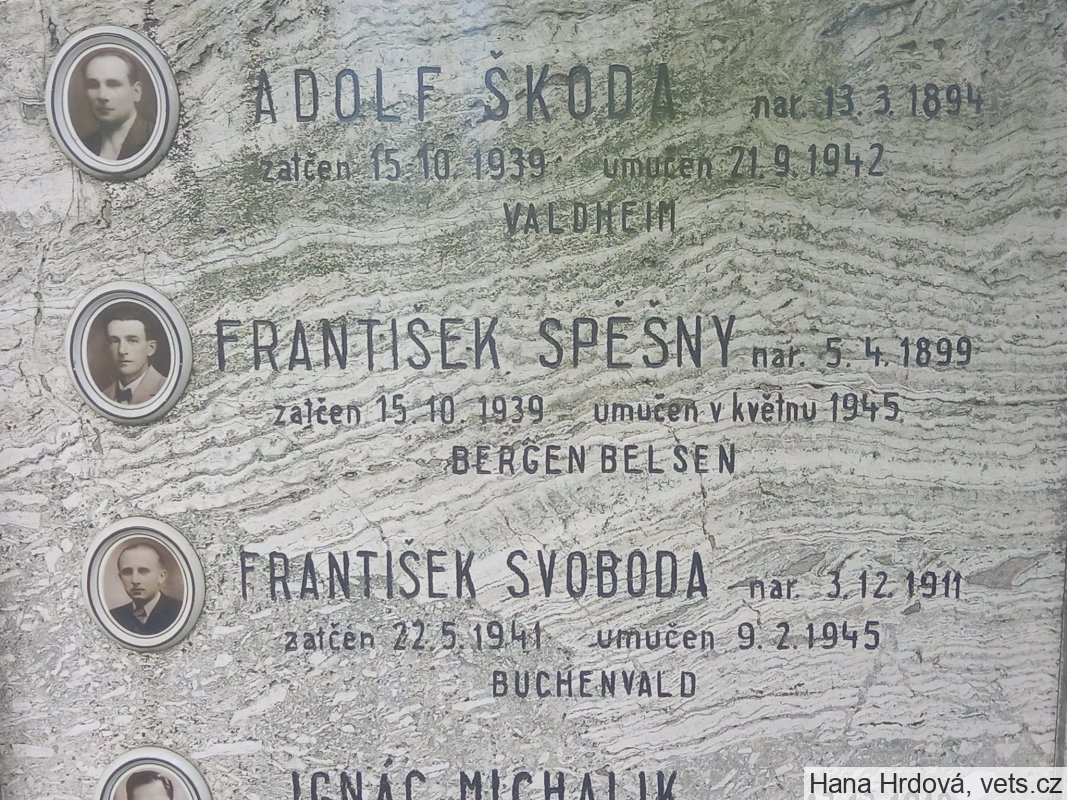 ADOLF ŠKODA nar. 13. 3. 1894
zatčen 15. 10. 1939 umučen 21. 9. 1942
VALDHEIM
FRANTIŠEK SPĚŠNY nar. 5. 4. 1899
zatčen 15 10 1939 umučen v květnu 1945.
BERGEN BELSEN
FRANTIŠEK SVOBODA nar. 3. 12. 1911
zatčen 22. 5. 1941 umučen 9. 2. 1945
BUCHENVALD
IGNÁC MICHALIK
Hana Hrdová, vets.cz